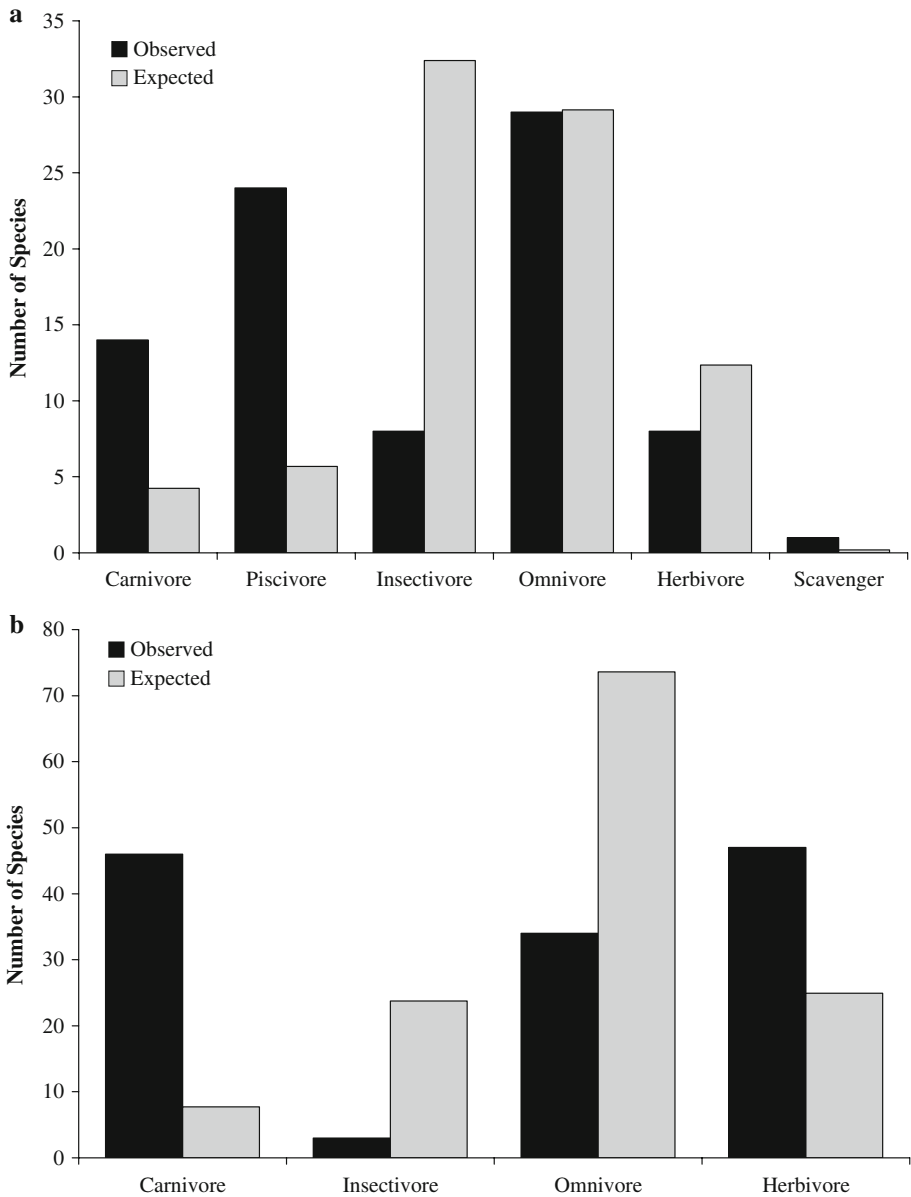 a
35
Observed
Expected
30
25
20
15
10
5
0
Number of Species
Carnivore Piscivore Insectivore Omnivore Herbivore Scavenger
b
80
Observed
Expected
70
60
50
40
30
20
10
0
Number of Species
Carnivore Insectivore Omnivore Herbivore